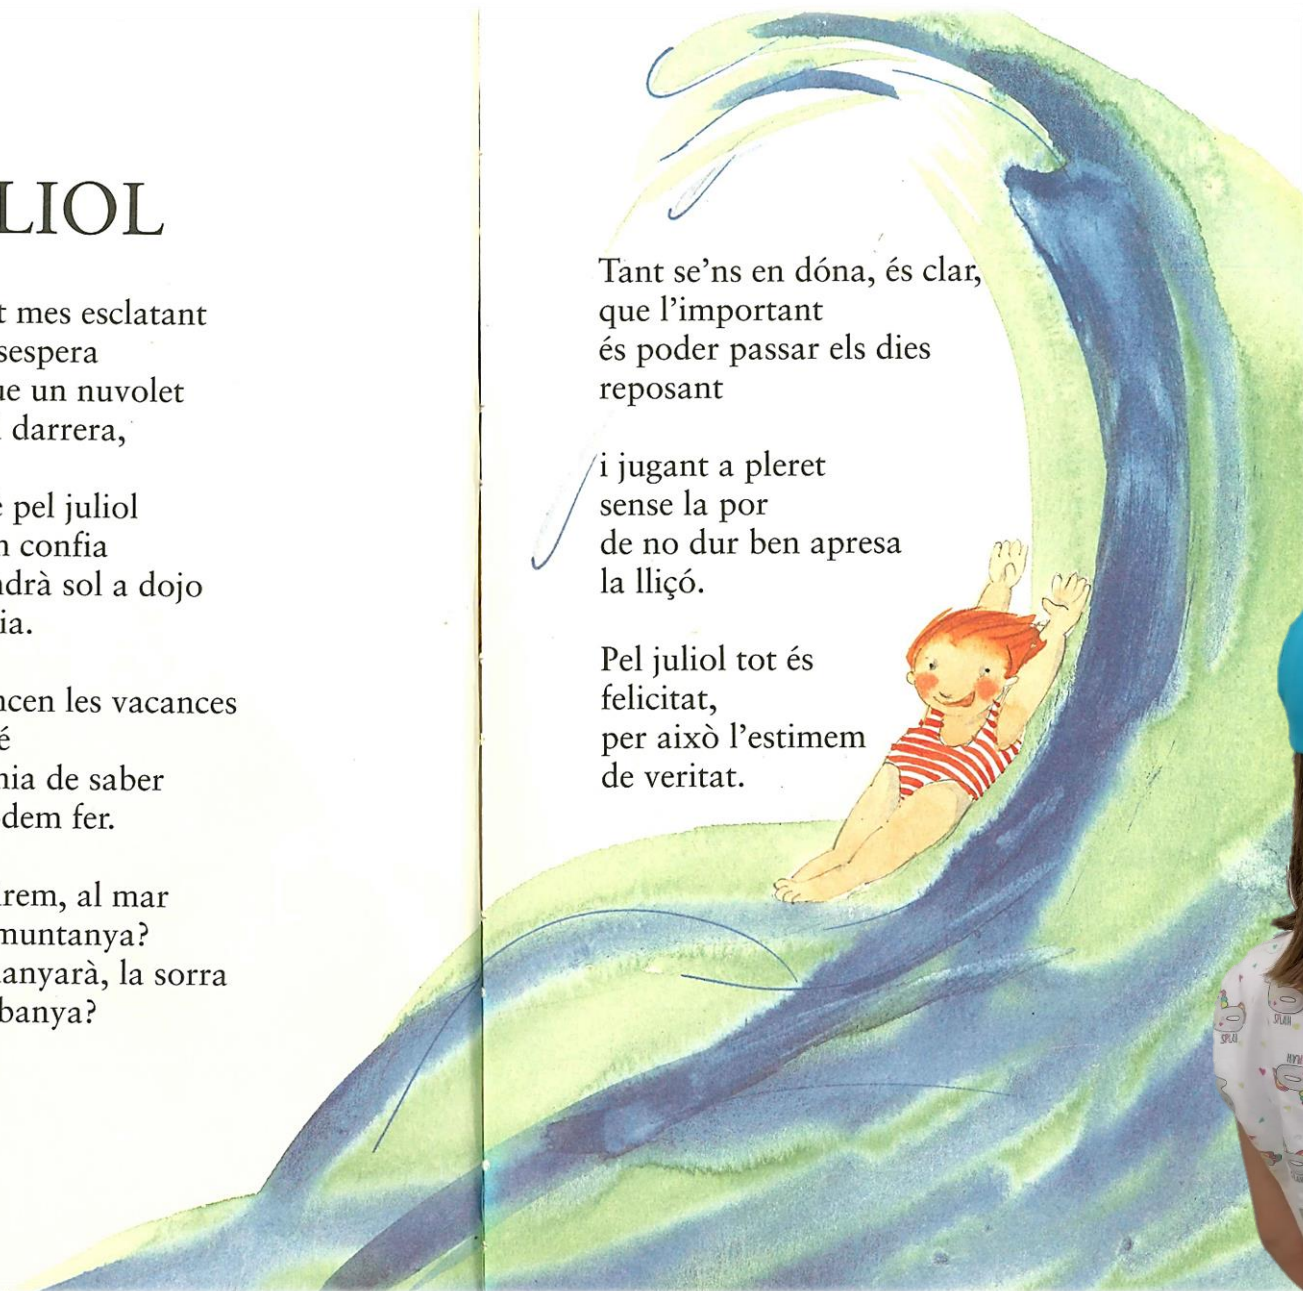 LIOL
mes esclatant
sespera
un nuvolet
darrera,
pel juliol
confia
drà sol a dojo
ia.
cen les vacances
é
nia de saber
dem fer.
rem, al mar
muntanya?
anyarà, la sorra
banya?
Tant se’ns en dóna, és clar,
que l’important
és poder passar els dies
reposant
i jugant a pleret
sense la por
de no dur ben apresa
la lliçó.
Pel juliol tot és
felicitat,
per això l’estimem
de veritat.